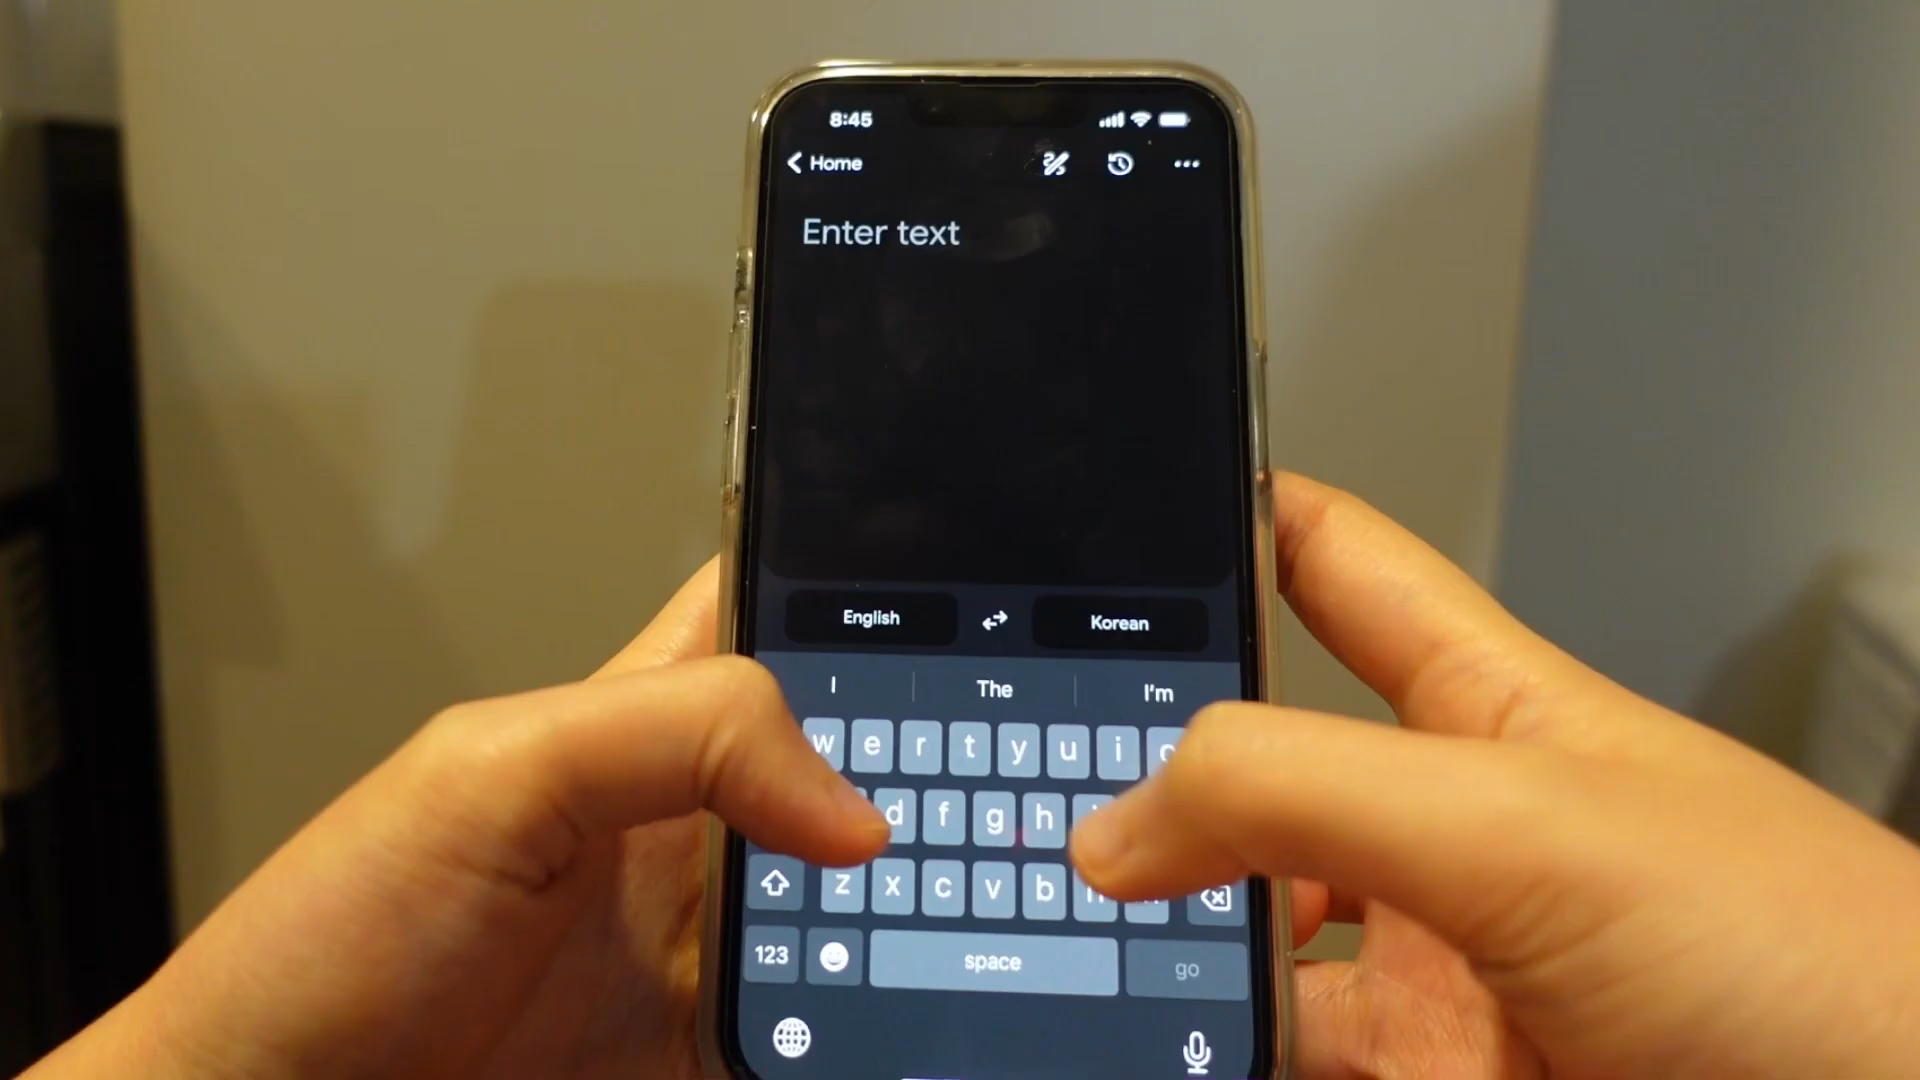 8:45
Home
Enter text
English
Korean
I
The
I'm
w e r t y u i
d f g h
z x c v b
123
space
go